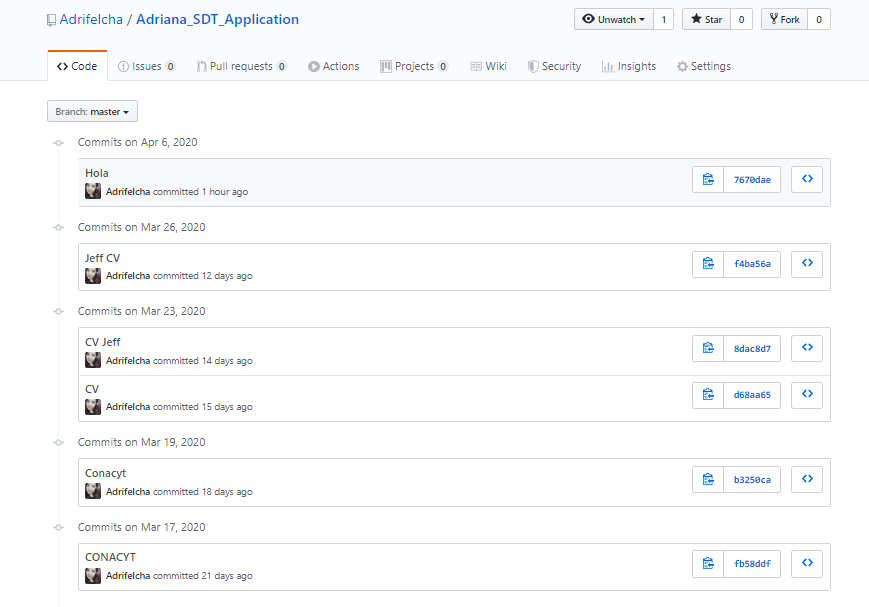 Adrifelcha / Adriana_SDT_Application
Unwatch 1 Star 0 Fork 0
Code Issues 0 Pull requests 0 Actions Projects 0 Wiki Security Insights Settings
Branch: master
Commits on Apr 6, 2020
Hola
Adrifelcha committed 1 hour ago
7670dae
Commits on Mar 26, 2020
Jeff CV
Adrifelcha committed 12 days ago
f4ba56a
Commits on Mar 23, 2020
CV Jeff
Adrifelcha committed 14 days ago
8dac8d7
CV
Adrifelcha committed 15 days ago
d68aa65
Commits on Mar 19, 2020
Conacyt
Adrifelcha committed 18 days ago
b3250ca
Commits on Mar 17, 2020
CONACYT
Adrifelcha committed 21 days ago
fb58ddf